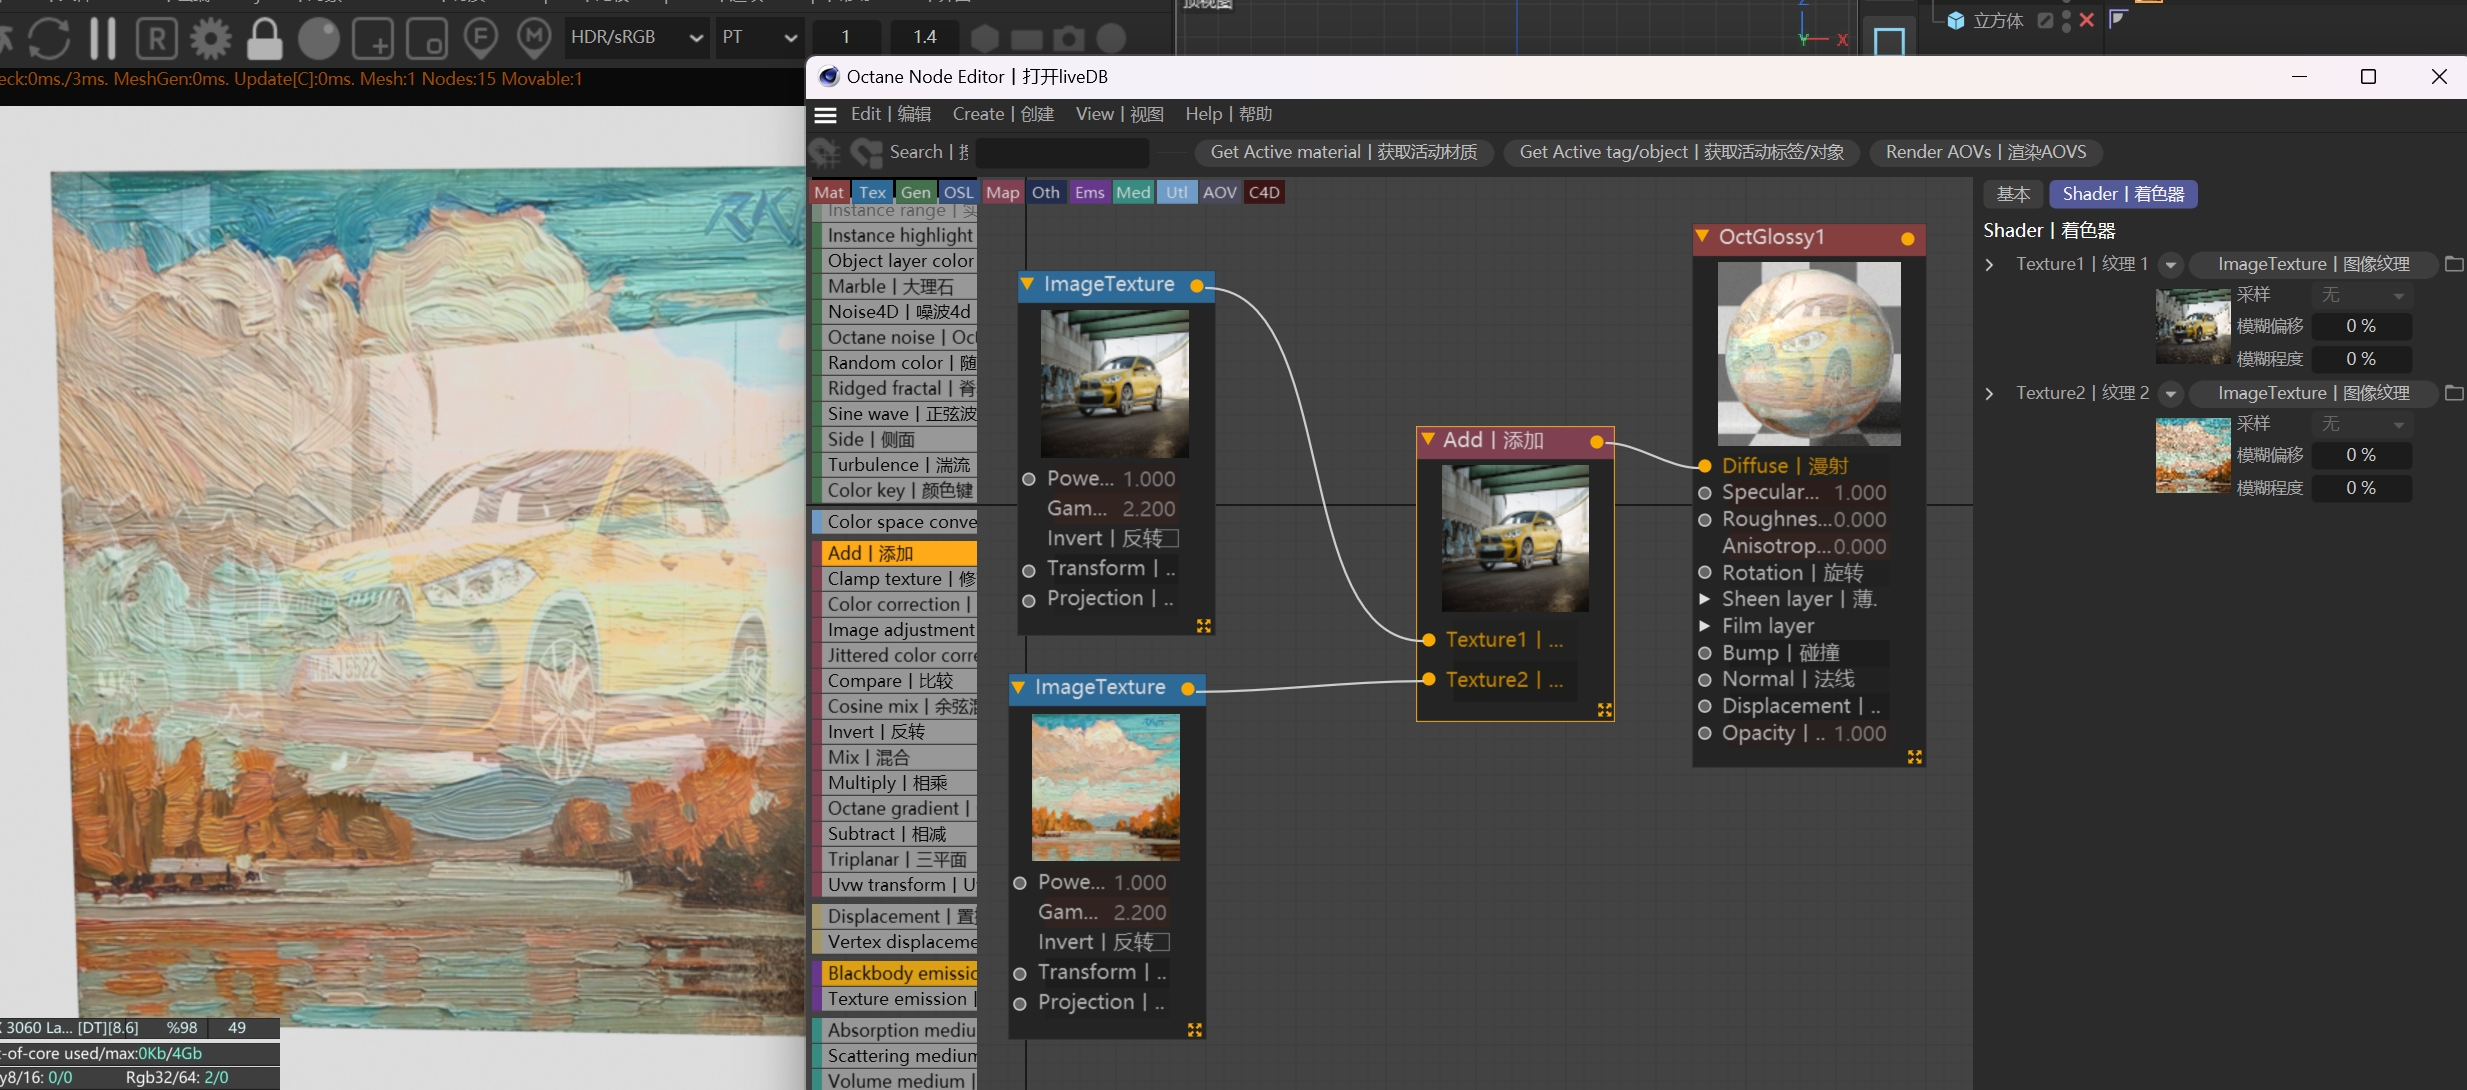 顶视图
立方体
R
F
M
HDR/sRGB
PT
1
1.4
eck:0ms./3ms. MeshGen:0ms. Update[C]:0ms. Mesh:1 Nodes:15 Movable:1
Octane Node Editor | 打开liveDB
Edit | 编辑
Create | 创建
View | 视图
Help | 帮助
Search |
Get Active material | 获取活动材质
Get Active tag/object | 获取活动标签/对象
Render AOVs | 渲染AOVS
Mat Tex Gen OSL Map Oth Ems Med Utl AOV C4D
Instance range |
Instance highlight
Object layer color
Marble | 大理石
Noise4D | 噪波4d
Octane noise | Oct
Random color | 随
Ridged fractal | 脊
Sine wave | 正弦波
Side | 侧面
Turbulence | 湍流
Color key | 颜色键
Color space conve
Add | 添加
Clamp texture | 修
Color correction |
Image adjustment
Jittered color corre
Compare | 比较
Cosine mix | 余弦混
Invert | 反转
Mix | 混合
Multiply | 相乘
Octane gradient |
Subtract | 相减
Triplanar | 三平面
Uvw transform | U
Displacement | 置
Vertex displaceme
Blackbody emissic
Texture emission |
Absorption mediu
Scattering medium
Volume medium |
ImageTexture
Powe... 1.000
Gam... 2.200
Invert | 反转
Transform | ..
Projection | ..
ImageTexture
Powe... 1.000
Gam... 2.200
Invert | 反转
Transform | ..
Projection | ..
Add | 添加
Texture1 | ...
Texture2 | ...
OctGlossy1
Diffuse | 漫射
Specular... 1.000
Roughnes...0.000
Anisotrop...0.000
Rotation | 旋转
Sheen layer | 薄.
Film layer
Bump | 碰撞
Normal | 法线
Displacement | ..
Opacity | .. 1.000
基本
Shader | 着色器
Shader | 着色器
Texture1 | 纹理 1
ImageTexture | 图像纹理
采样 无
模糊偏移 0 %
模糊程度 0 %
Texture2 | 纹理 2
ImageTexture | 图像纹理
采样 无
模糊偏移 0 %
模糊程度 0 %
3060 La... [DT][8.6] %98 49
-of-core used/max:0Kb/4Gb
y8/16: 0/0 Rgb32/64: 2/0